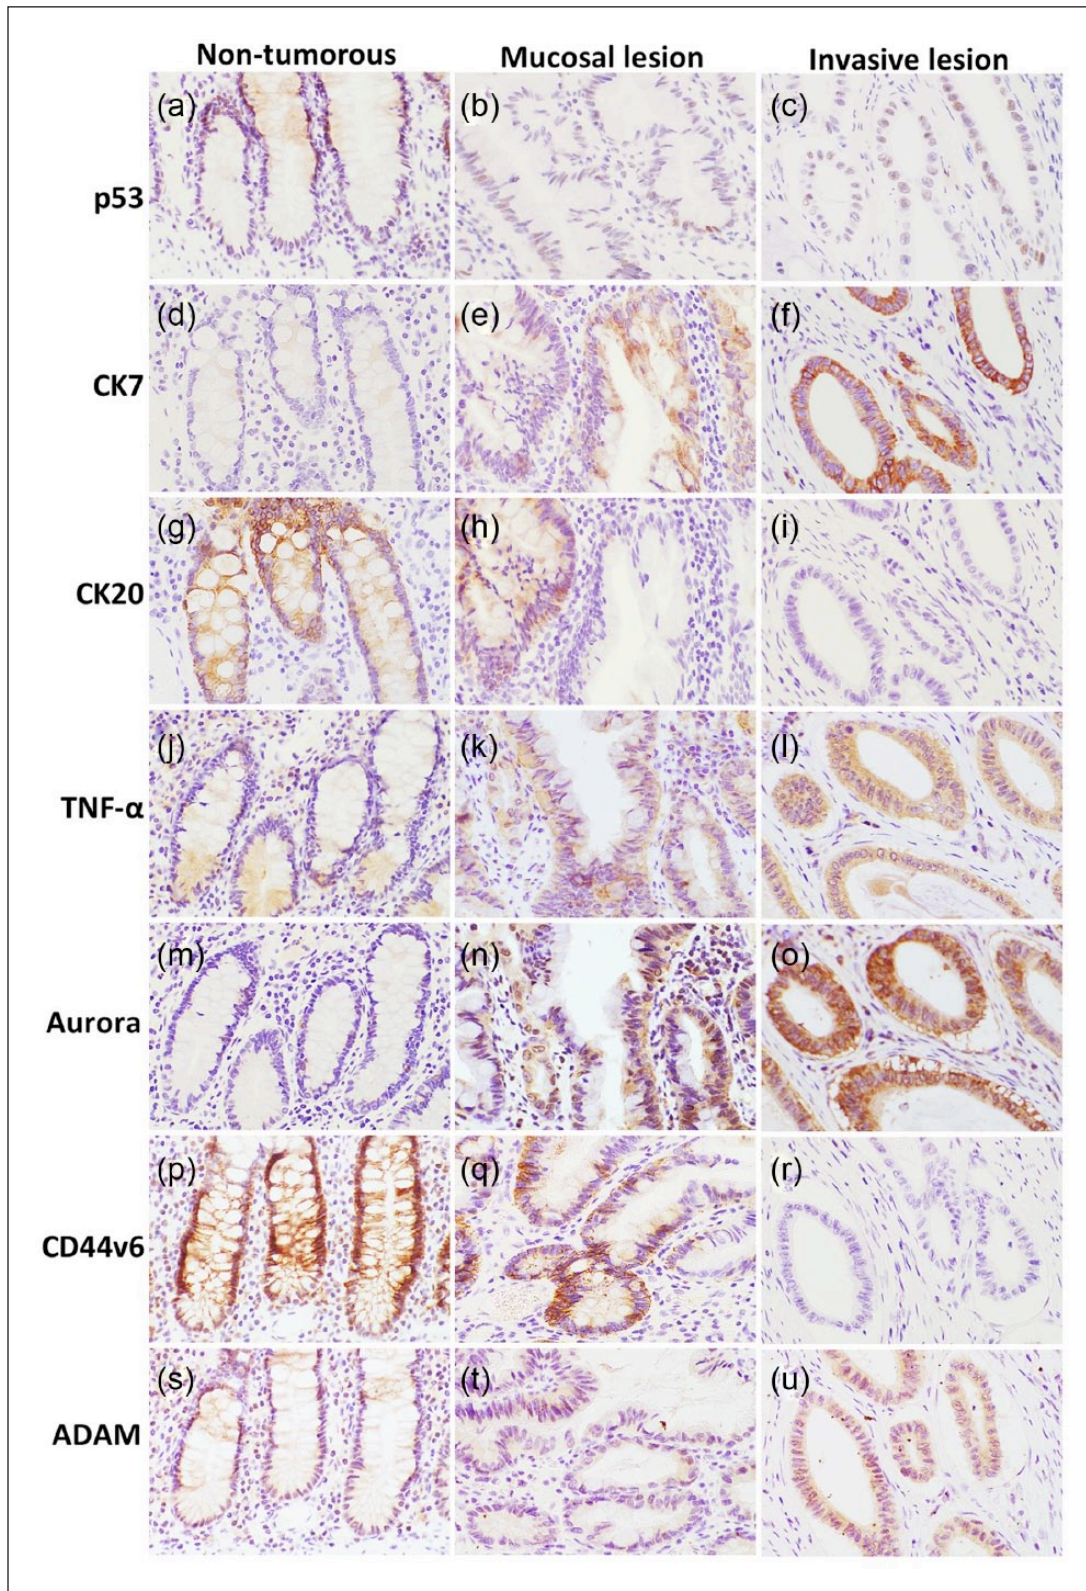 Non-tumorous Mucosal lesion Invasive lesion
p53 (a) (b) (c)
CK7 (d) (e) (f)
CK20 (g) (h) (i)
TNF-α (j) (k) (l)
Aurora (m) (n) (o)
CD44v6 (p) (q) (r)
ADAM (s) (t) (u)